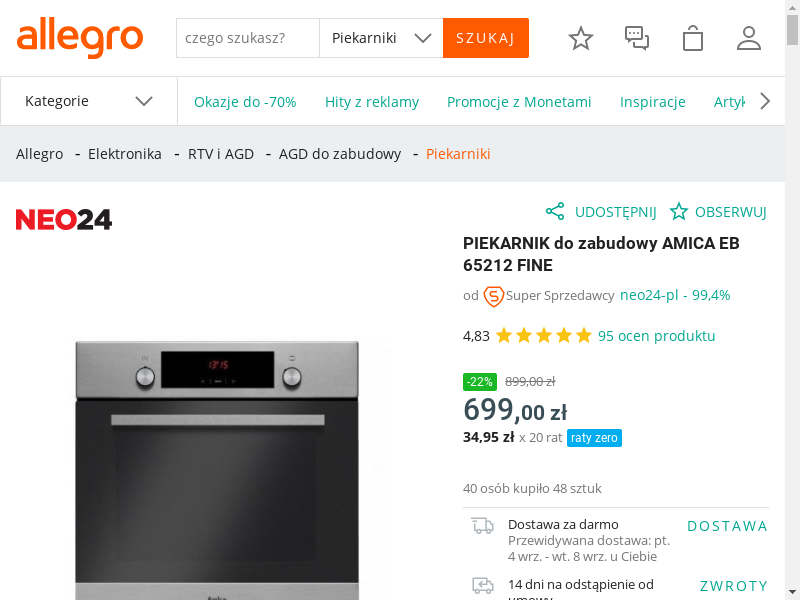 allegro
czego szukasz?
Piekarniki
SZUKAJ
Kategorie
Okazje do -70%
Hity z reklamy
Promocje z Monetami
Inspiracje
Artyk
Allegro - Elektronika - RTV i AGD - AGD do zabudowy - Piekarniki
NEO24
UDOSTĘPNIJ
OBSERWUJ
PIEKARNIK do zabudowy AMICA EB
65212 FINE
od Super Sprzedawcy neo24-pl - 99,4%
4,83 95 ocen produktu
-22% 899,00 zł
699,00 zł
34,95 zł x 20 rat raty zero
40 osób kupiło 48 sztuk
Dostawa za darmo
Przewidywana dostawa: pt.
4 wrz. - wt. 8 wrz. u Ciebie
DOSTAWA
14 dni na odstąpienie od
umowy
ZWROTY
13:15